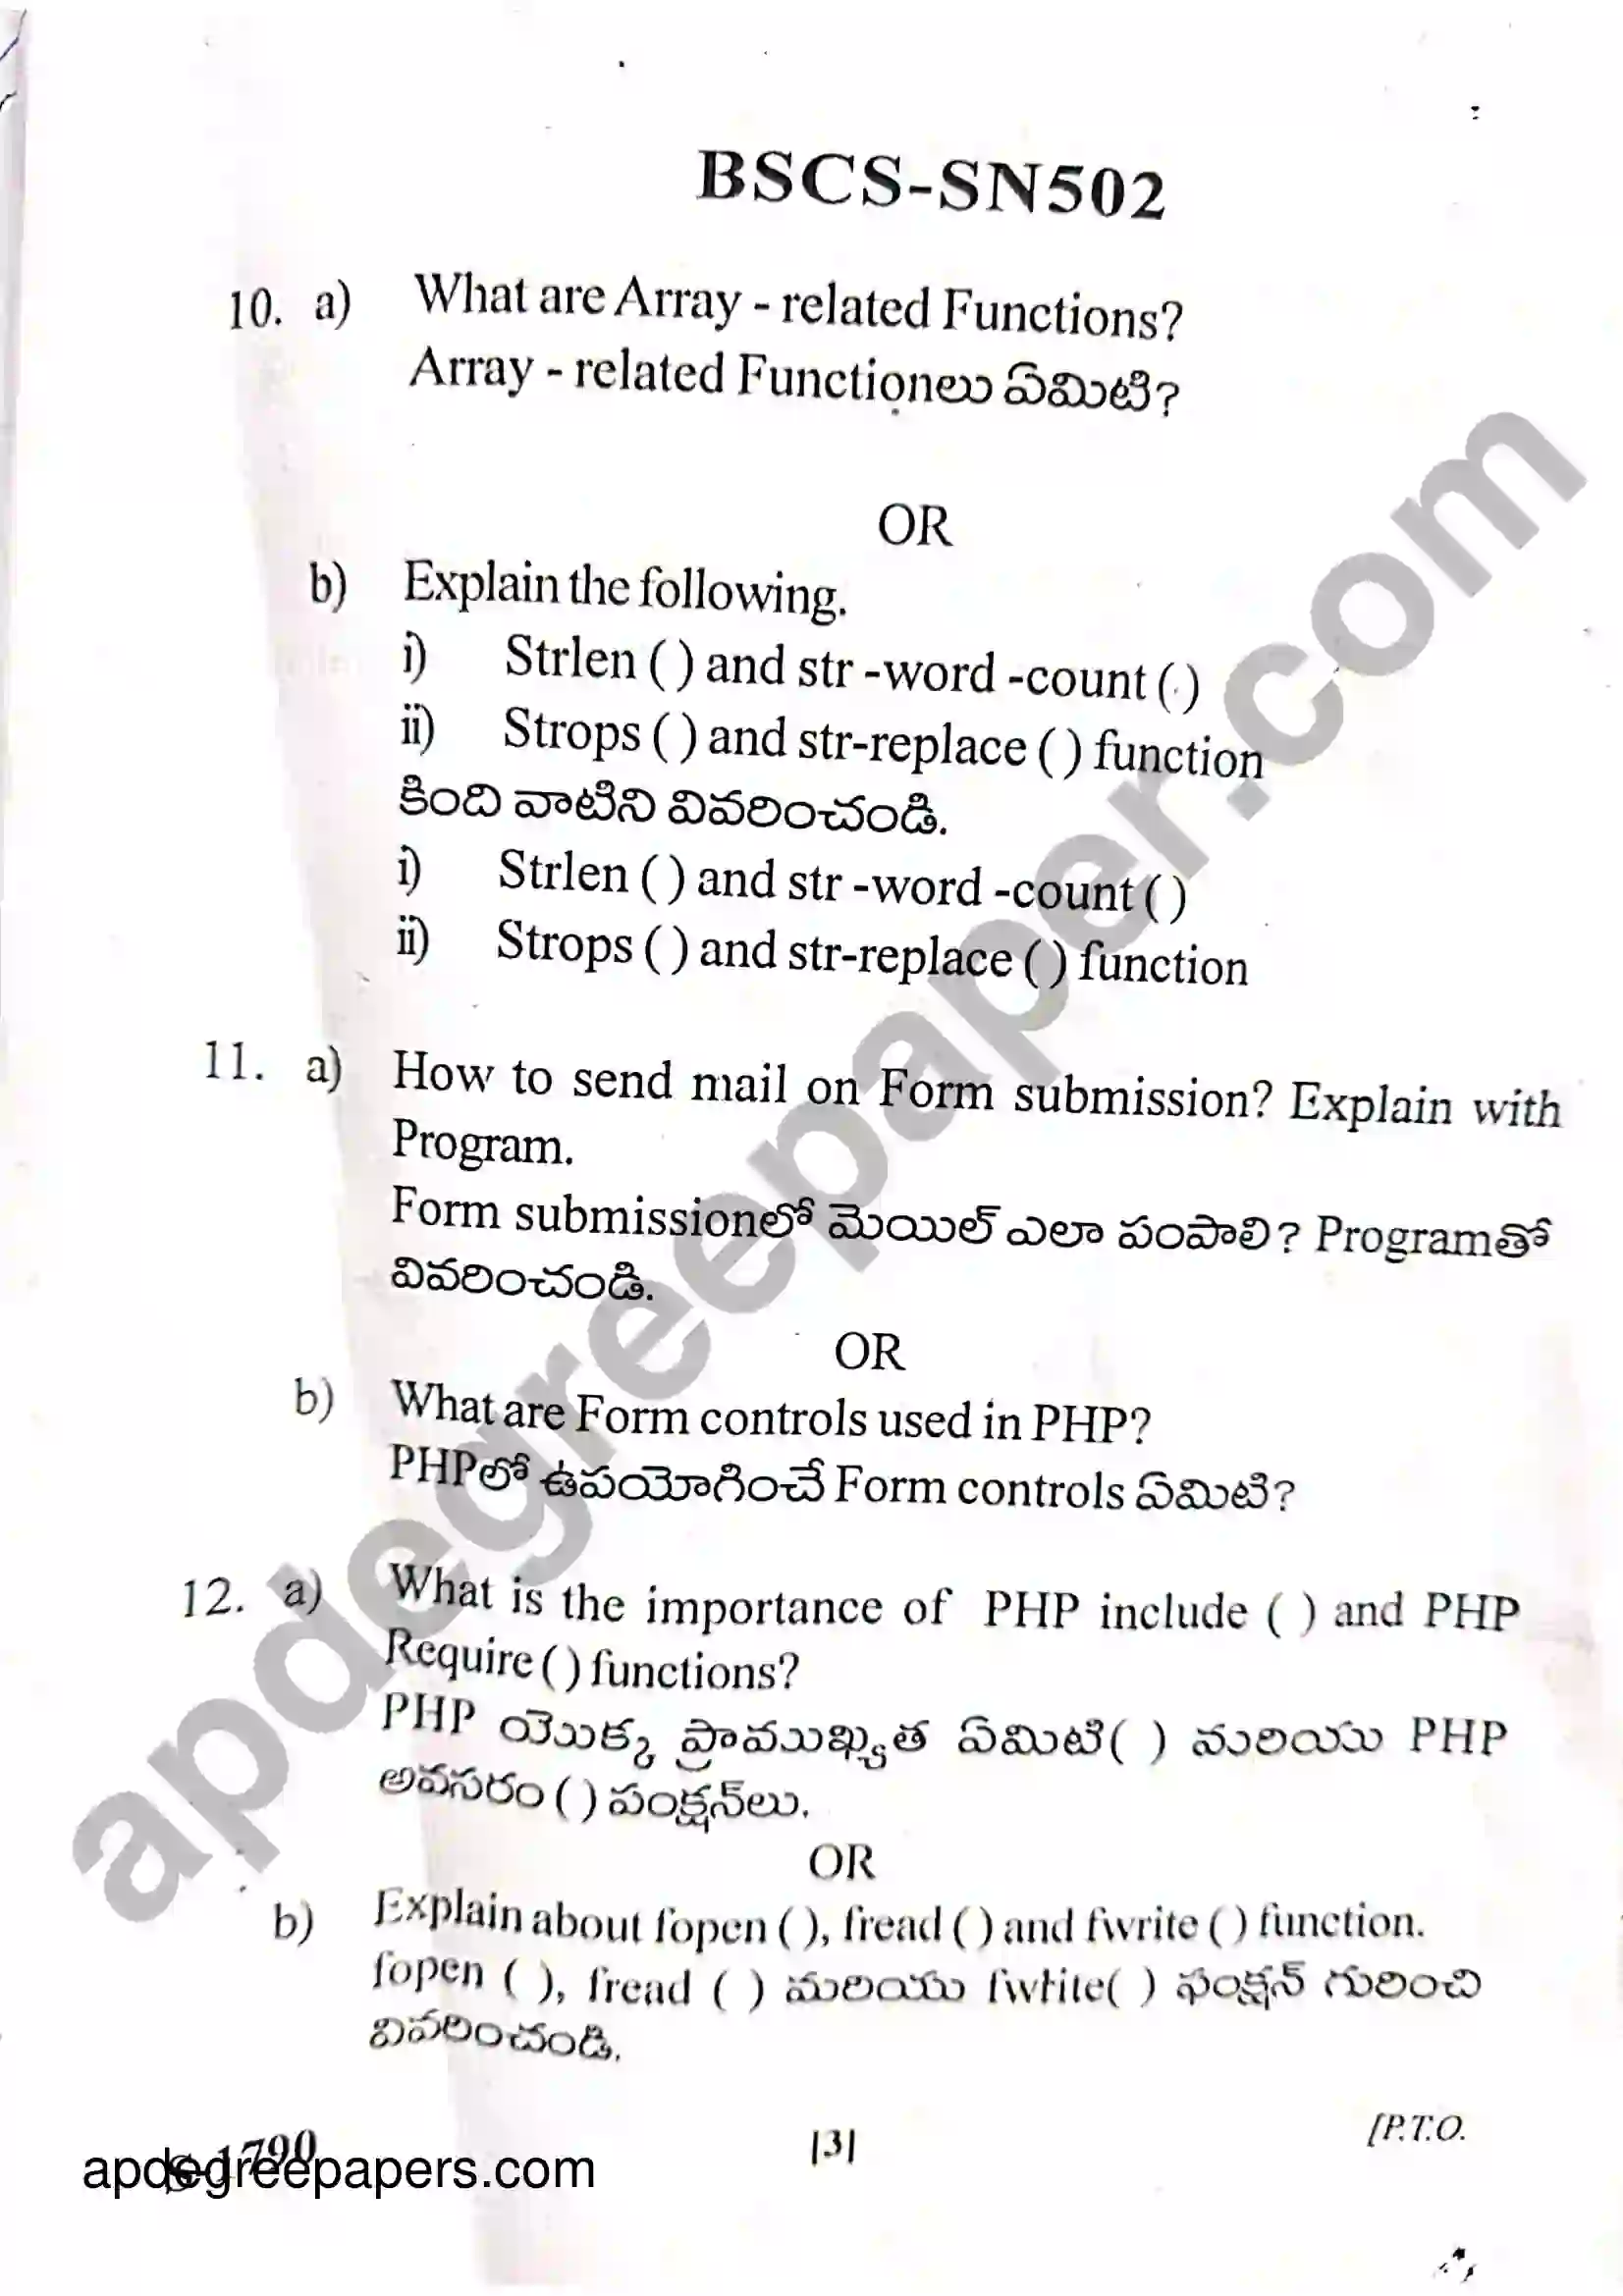 BSCS-SN502
10. a) What are Array - related Functions?
Array - related Functionలు ఏమిటి?
OR
b) Explain the following.
i) Strlen ( ) and str -word -count ( )
ii) Strops ( ) and str-replace ( ) function
కింది వాటిని వివరించండి.
i) Strlen ( ) and str -word -count ( )
ii) Strops ( ) and str-replace ( ) function
11. a) How to send mail on Form submission? Explain with
Program.
Form submissionలో మెయిల్ ఎలా పంపాలి? Programతో
వివరించండి.
OR
b) What are Form controls used in PHP?
PHPలో ఉపయోగించే Form controls ఏమిటి?
12. a) What is the importance of PHP include ( ) and PHP
Require ( ) functions?
PHP యొక్క ప్రాముఖ్యత ఏమిటి( ) మరియు PHP
అవసరం ( ) పంక్షన్‌లు.
OR
b) Explain about fopen ( ), fread ( ) and fwrite ( ) function.
fopen ( ), fread ( ) మరియు fwrite( ) ఫంక్షన్ గురించి
వివరించండి.
S-1790 [3] [P.T.O.
apdegreepapers.com
apdegreepaper.com